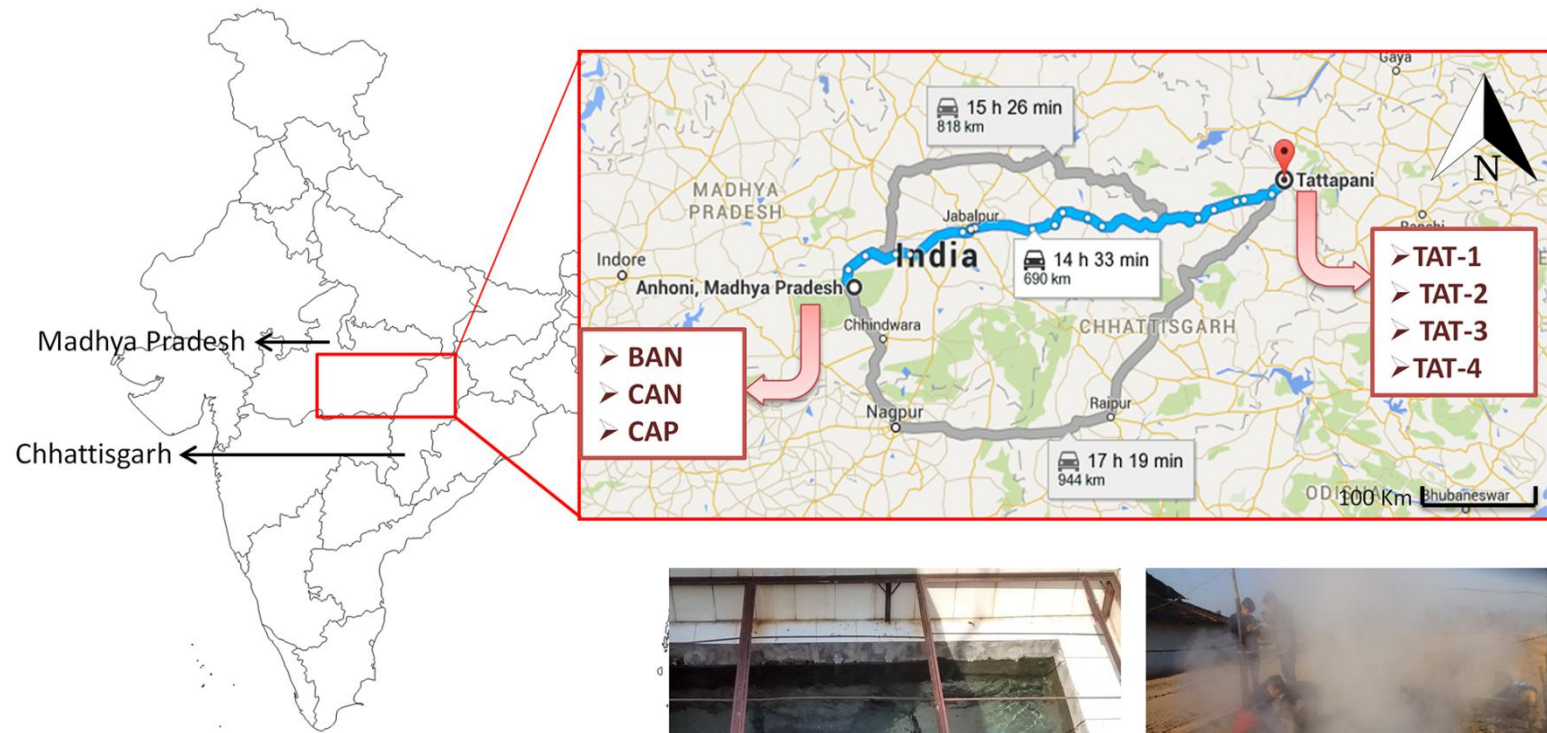 Madhya Pradesh
Chhattisgarh
Gaya
15 h 26 min
818 km
N
MADHYA
PRADESH
Tattapani
Jabalpur
Indore
India
14 h 33 min
690 km
Anhoni, Madhya Pradesh
➢TAT-1
➢TAT-2
➢TAT-3
➢TAT-4
Chhindwara
CHHATTISGARH
➢ BAN
➢ CAN
➢ CAP
Nagpur
Raipur
17 h 19 min
944 km
100 Km
Bhubaneswar